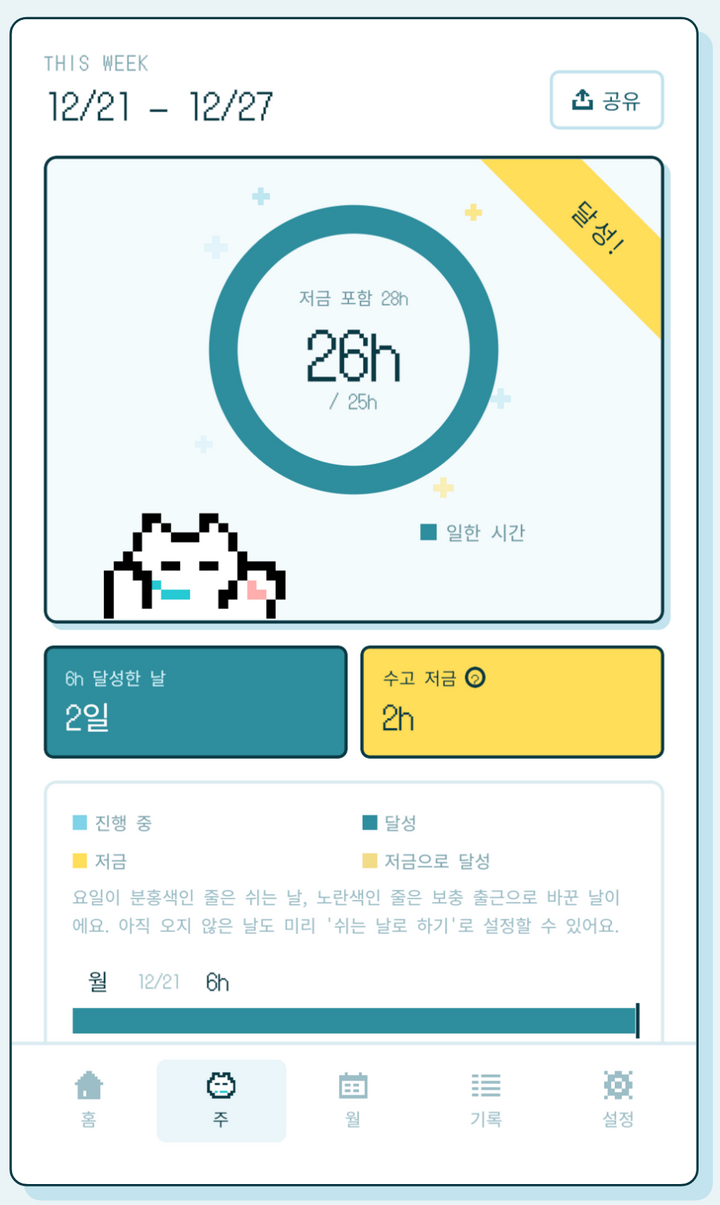 THIS WEEK
12/21 – 12/27
공유
달성!
저금 포함 28h
26h
/ 25h
일한 시간
6h 달성한 날
2일
수고 저금 ?
2h
진행 중
달성
저금
저금으로 달성
요일이 분홍색인 줄은 쉬는 날, 노란색인 줄은 보충 출근으로 바꾼 날이
에요. 아직 오지 않은 날도 미리 '쉬는 날로 하기'로 설정할 수 있어요.
월 12/21 6h
홈
주
월
기록
설정